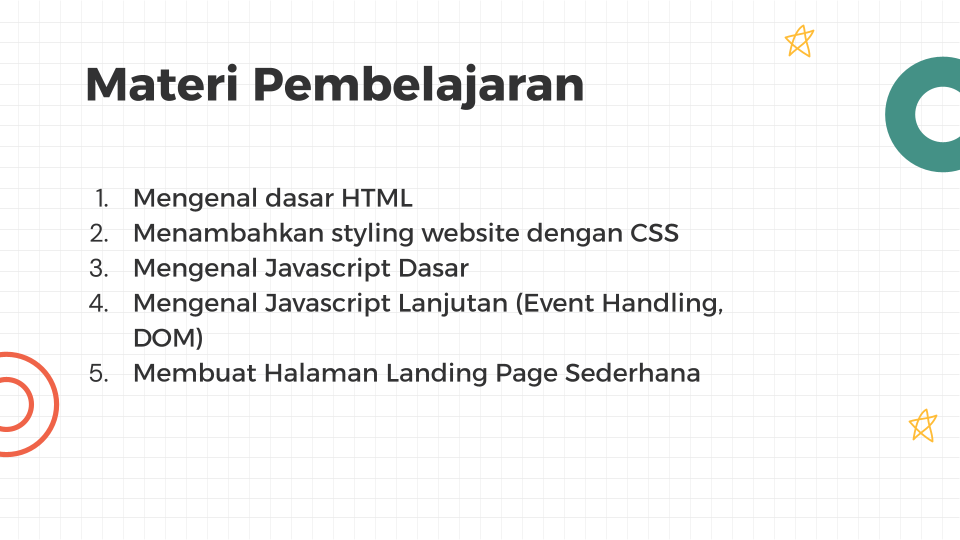 Materi Pembelajaran
1. Mengenal dasar HTML
2. Menambahkan styling website dengan CSS
3. Mengenal Javascript Dasar
4. Mengenal Javascript Lanjutan (Event Handling,
DOM)
5. Membuat Halaman Landing Page Sederhana